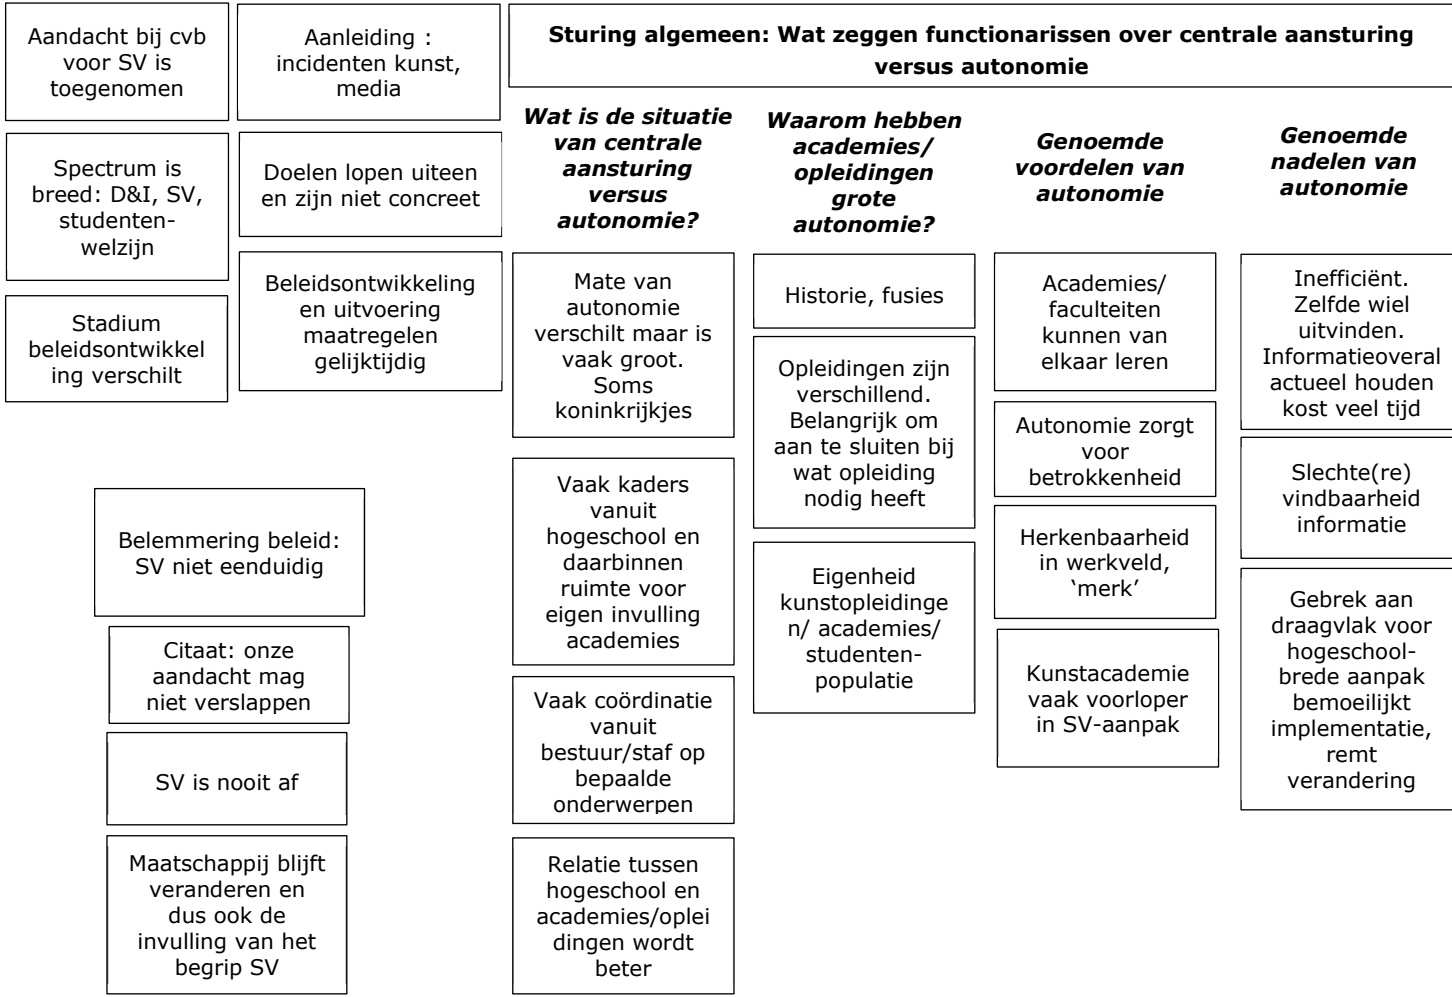 Aandacht bij cvb
voor SV is
toegenomen
Aanleiding :
incidenten kunst,
media
Spectrum is
breed: D&I, SV,
studenten-
welzijn
Doelen lopen uiteen
en zijn niet concreet
Stadium
beleidsontwikkel
ing verschilt
Beleidsontwikkeling
en uitvoering
maatregelen
gelijktijdig
Belemmering beleid:
SV niet eenduidig
Citaat: onze
aandacht mag
niet verslappen
SV is nooit af
Maatschappij blijft
veranderen en
dus ook de
invulling van het
begrip SV
Sturing algemeen: Wat zeggen functionarissen over centrale aansturing
versus autonomie
Wat is de situatie
van centrale
aansturing
versus
autonomie?
Mate van
autonomie
verschilt maar is
vaak groot.
Soms
koninkrijkjes
Vaak kaders
vanuit
hogeschool en
daarbinnen
ruimte voor
eigen invulling
academies
Vaak coördinatie
vanuit
bestuur/staf op
bepaalde
onderwerpen
Relatie tussen
hogeschool en
academies/oplei
dingen wordt
beter
Waarom hebben
academies/
opleidingen
grote
autonomie?
Historie, fusies
Opleidingen zijn
verschillend.
Belangrijk om
aan te sluiten bij
wat opleiding
nodig heeft
Eigenheid
kunstopleidinge
n/ academies/
studenten-
populatie
Genoemde
voordelen van
autonomie
Academies/
faculteiten
kunnen van
elkaar leren
Autonomie zorgt
voor
betrokkenheid
Herkenbaarheid
in werkveld,
‘merk’
Kunstacademie
vaak voorloper
in SV-aanpak
Genoemde
nadelen van
autonomie
Inefficiënt.
Zelfde wiel
uitvinden.
Informatieoveral
actueel houden
kost veel tijd
Slechte(re)
vindbaarheid
informatie
Gebrek aan
draagvlak voor
hogeschool-
brede aanpak
bemoeilijkt
implementatie,
remt
verandering